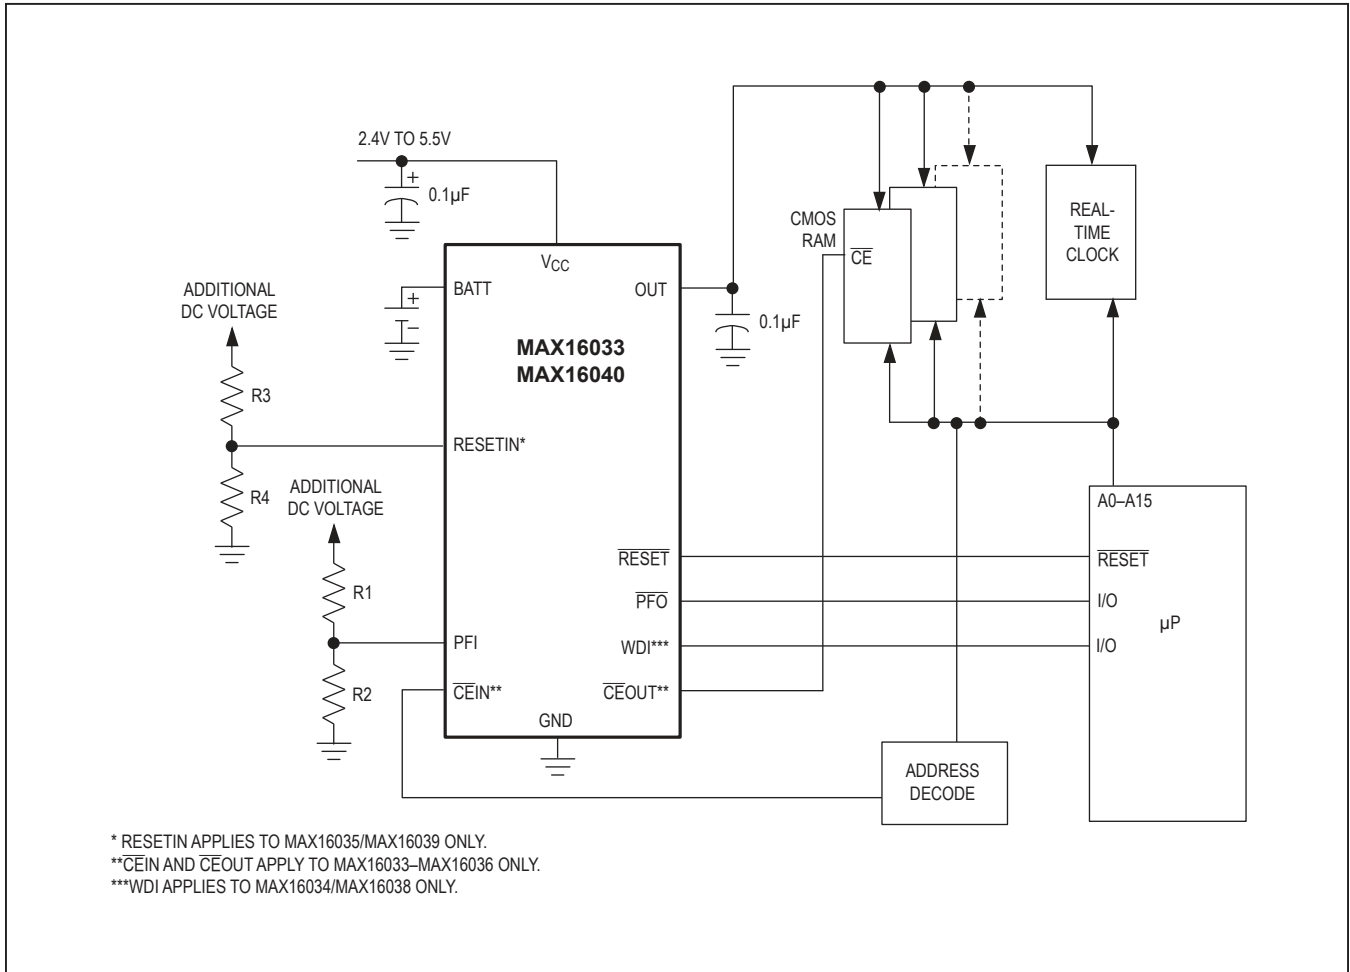 2.4V TO 5.5V
+
0.1µF
CMOS
RAM
CE
REAL-
TIME
CLOCK
VCC
BATT
OUT
+
−
0.1µF
ADDITIONAL
DC VOLTAGE
MAX16033
MAX16040
R3
RESETIN*
R4
ADDITIONAL
DC VOLTAGE
A0–A15
RESET
RESET
R1
PFO
I/O
µP
PFI
WDI***
I/O
R2
CEIN**
CEOUT**
GND
ADDRESS
DECODE
* RESETIN APPLIES TO MAX16035/MAX16039 ONLY.
**CEIN AND CEOUT APPLY TO MAX16033–MAX16036 ONLY.
***WDI APPLIES TO MAX16034/MAX16038 ONLY.